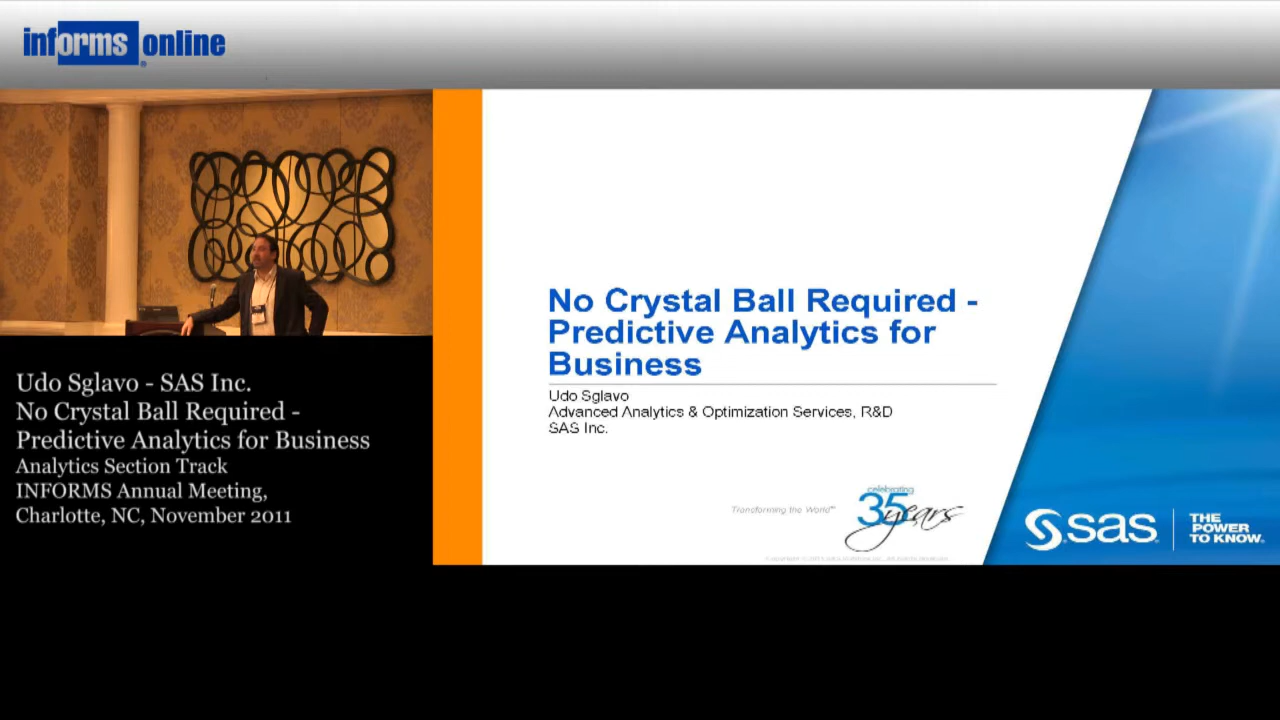 informs online
Udo Sglavo - SAS Inc.
No Crystal Ball Required -
Predictive Analytics for Business
Analytics Section Track
INFORMS Annual Meeting,
Charlotte, NC, November 2011
No Crystal Ball Required -
Predictive Analytics for
Business
Udo Sglavo
Advanced Analytics & Optimization Services, R&D
SAS Inc.
celebrating
Transforming the World™
35 years
sas
THE
POWER
TO KNOW.